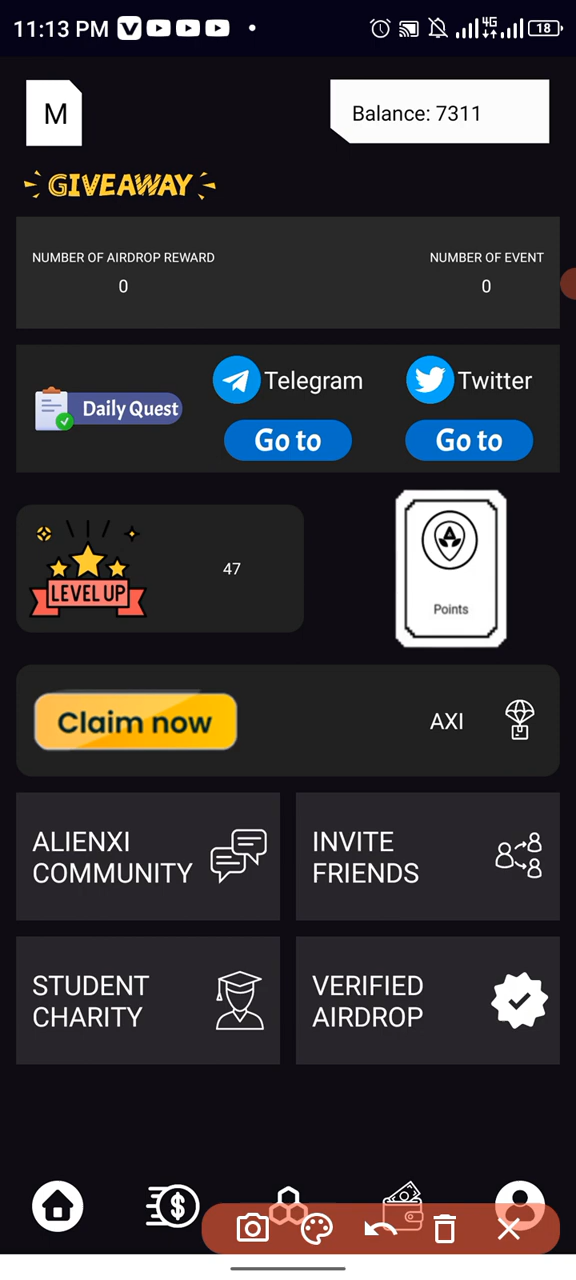 11:13 PM
4G
18
M
Balance: 7311
GIVEAWAY
NUMBER OF AIRDROP REWARD
NUMBER OF EVENT
0
0
Telegram
Twitter
Daily Quest
Go to
Go to
LEVEL UP
47
A
Points
Claim now
AXI
ALIENXI
COMMUNITY
INVITE
FRIENDS
STUDENT
CHARITY
VERIFIED
AIRDROP